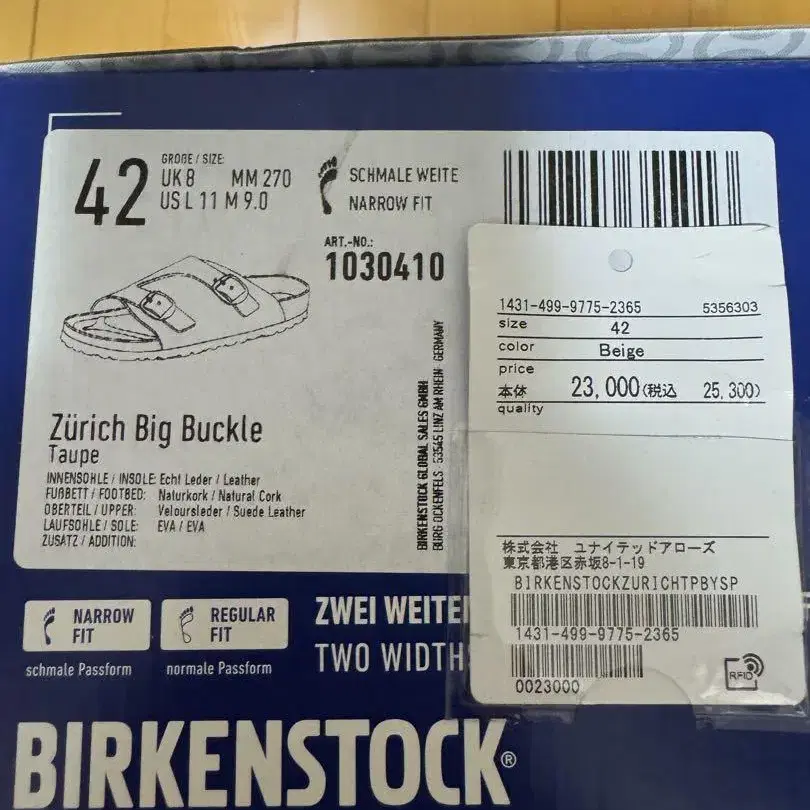 42
GRÖßE / SIZE:
UK 8 MM 270
US L 11 M 9.0
SCHMALE WEITE
NARROW FIT
ART.-NO.:
1030410
Zürich Big Buckle
Taupe
INNENSOHLE / INSOLE: Echt Leder / Leather
FUßBETT / FOOTBED: Naturkork / Natural Cork
OBERTEIL / UPPER: Veloursleder / Suede Leather
LAUFSOHLE / SOLE: EVA / EVA
ZUSATZ / ADDITION:
BIRKENSTOCK GLOBAL SALES GMBH
BURG OCKENFELS 53545 LINZ AM RHEIN GERMANY
1431-499-9775-2365 5356303
size 42
color Beige
price
本体 23,000(税込 25,300)
quality
株式会社 ユナイテッドアローズ
東京都港区赤坂8-1-19
BIRKENSTOCKZURICHTPBYSP
1431-499-9775-2365
0023000
RFID
NARROW FIT
schmale Passform
REGULAR FIT
normale Passform
ZWEI WEITEN
TWO WIDTH
BIRKENSTOCK®